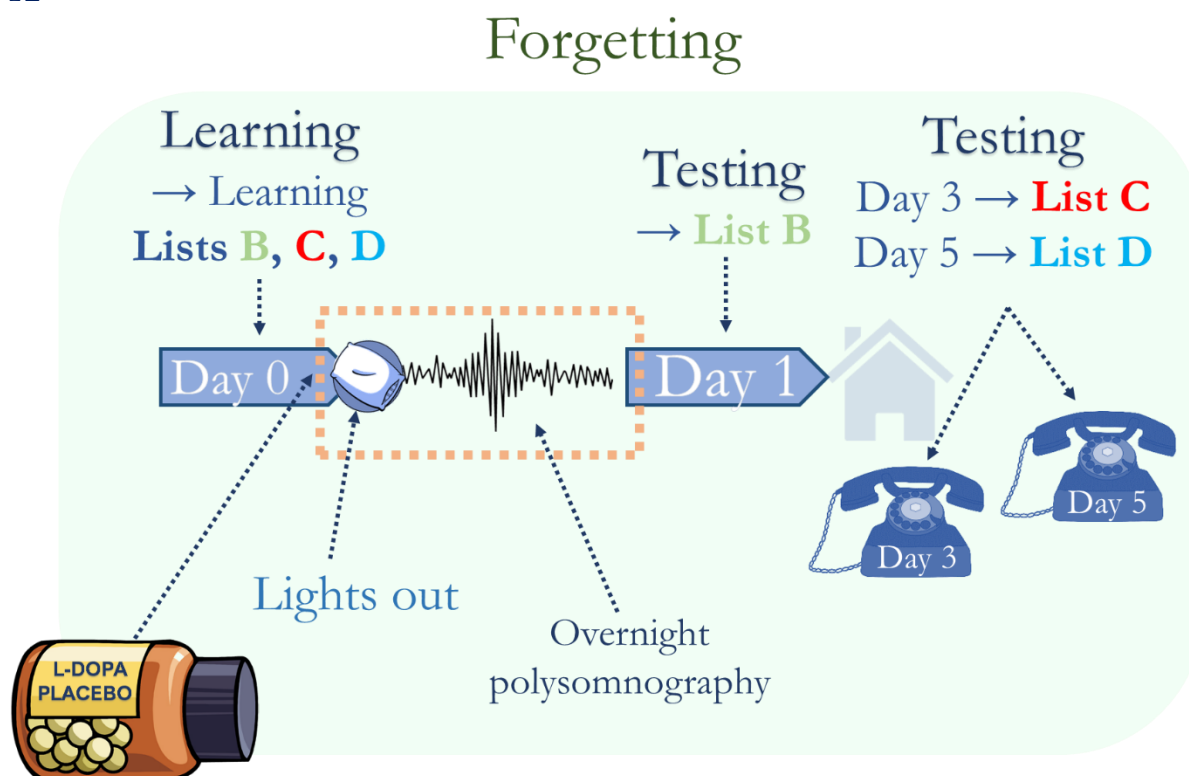 Forgetting
Learning
→ Learning
Lists B, C, D
Testing
→ List B
Testing
Day 3 → List C
Day 5 → List D
Day 0
Day 1
Day 3
Day 5
Lights out
Overnight
polysomnography
L-DOPA
PLACEBO